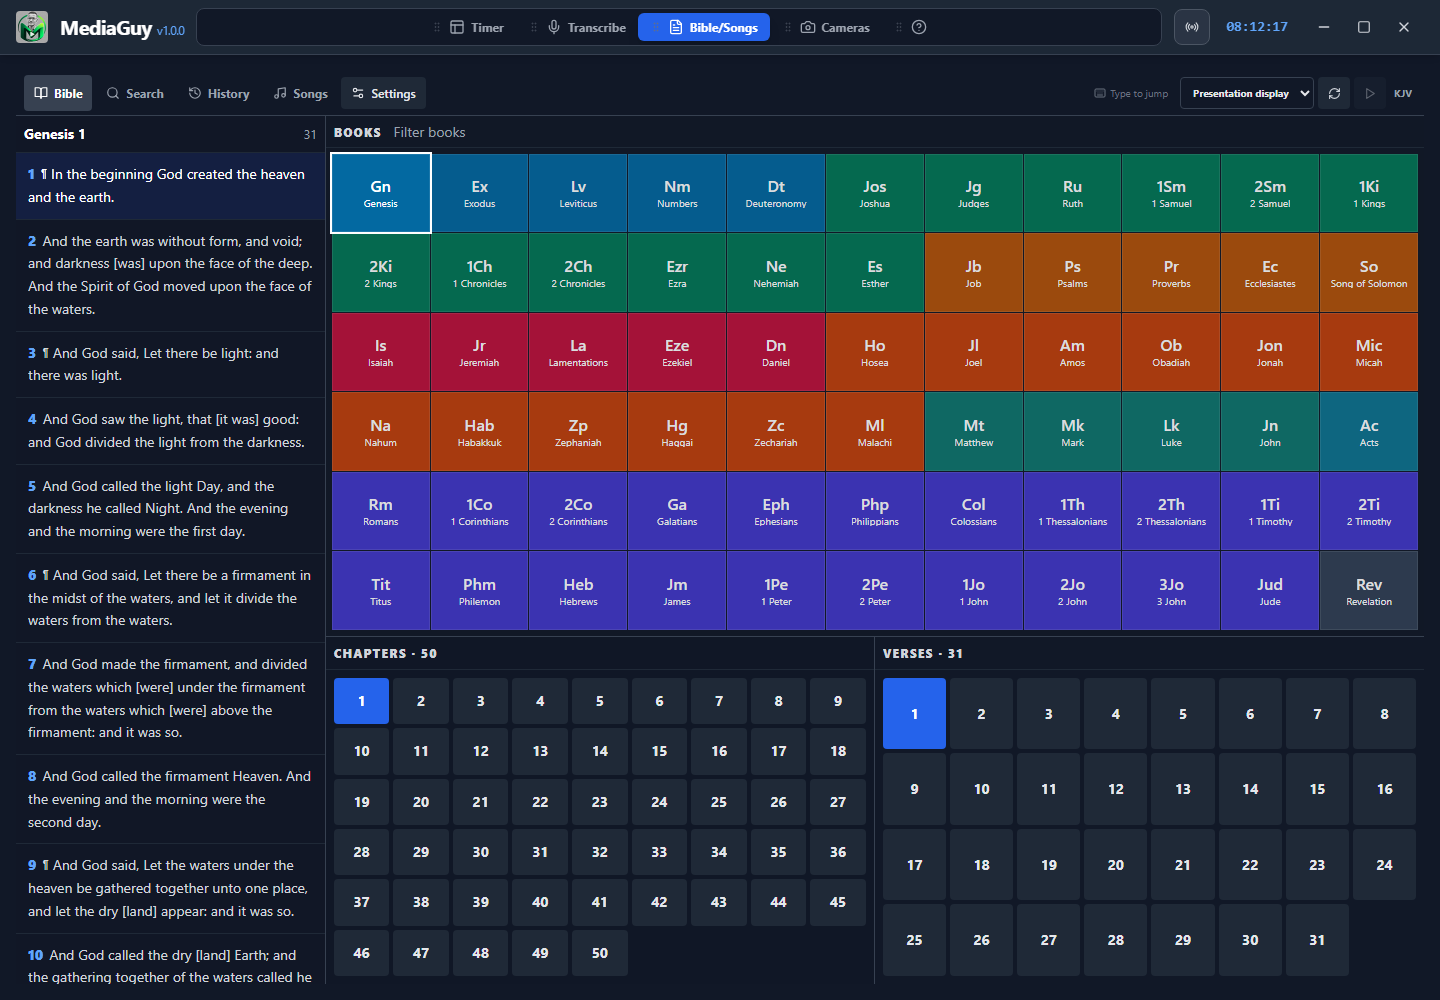 MediaGuy v1.0.0
Timer
Transcribe
Bible/Songs
Cameras
08:12:17
Bible
Search
History
Songs
Settings
Type to jump
Presentation display
KJV
Genesis 1
31
1 ¶ In the beginning God created the heaven
and the earth.
2 And the earth was without form, and void;
and darkness [was] upon the face of the deep.
And the Spirit of God moved upon the face of
the waters.
3 ¶ And God said, Let there be light: and
there was light.
4 And God saw the light, that [it was] good:
and God divided the light from the darkness.
5 And God called the light Day, and the
darkness he called Night. And the evening
and the morning were the first day.
6 ¶ And God said, Let there be a firmament in
the midst of the waters, and let it divide the
waters from the waters.
7 And God made the firmament, and divided
the waters which [were] under the firmament
from the waters which [were] above the
firmament: and it was so.
8 And God called the firmament Heaven. And
the evening and the morning were the
second day.
9 ¶ And God said, Let the waters under the
heaven be gathered together unto one place,
and let the dry [land] appear: and it was so.
10 And God called the dry [land] Earth; and
the gathering together of the waters called he
BOOKS Filter books
Gn Ex Lv Nm Dt Jos Jg Ru 1Sm 2Sm 1Ki
Genesis Exodus Leviticus Numbers Deuteronomy Joshua Judges Ruth 1 Samuel 2 Samuel 1 Kings
2Ki 1Ch 2Ch Ezr Ne Es Jb Ps Pr Ec So
2 Kings 1 Chronicles 2 Chronicles Ezra Nehemiah Esther Job Psalms Proverbs Ecclesiastes Song of Solomon
Is Jr La Eze Dn Ho Jl Am Ob Jon Mic
Isaiah Jeremiah Lamentations Ezekiel Daniel Hosea Joel Amos Obadiah Jonah Micah
Na Hab Zp Hg Zc Ml Mt Mk Lk Jn Ac
Nahum Habakkuk Zephaniah Haggai Zechariah Malachi Matthew Mark Luke John Acts
Rm 1Co 2Co Ga Eph Php Col 1Th 2Th 1Ti 2Ti
Romans 1 Corinthians 2 Corinthians Galatians Ephesians Philippians Colossians 1 Thessalonians 2 Thessalonians 1 Timothy 2 Timothy
Tit Phm Heb Jm 1Pe 2Pe 1Jo 2Jo 3Jo Jud Rev
Titus Philemon Hebrews James 1 Peter 2 Peter 1 John 2 John 3 John Jude Revelation
CHAPTERS · 50
1 2 3 4 5 6 7 8 9
10 11 12 13 14 15 16 17 18
19 20 21 22 23 24 25 26 27
28 29 30 31 32 33 34 35 36
37 38 39 40 41 42 43 44 45
46 47 48 49 50
VERSES · 31
1 2 3 4 5 6 7 8
9 10 11 12 13 14 15 16
17 18 19 20 21 22 23 24
25 26 27 28 29 30 31